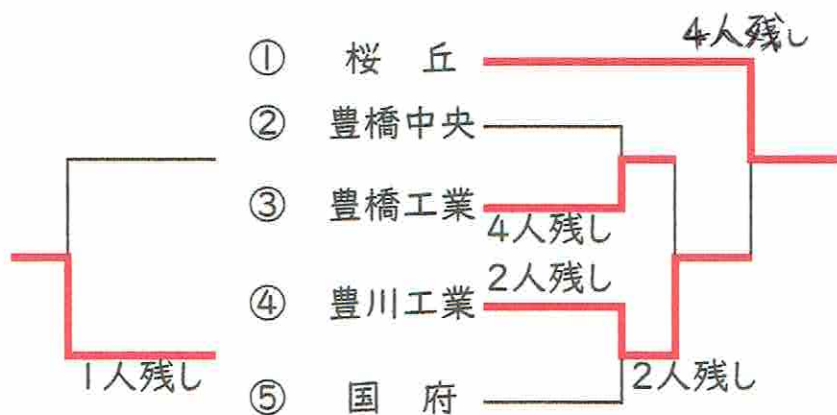 4人残し
① 桜 丘
② 豊橋中央
③ 豊橋工業
4人残し
2人残し
④ 豊川工業
1人残し
2人残し
⑤ 国 府